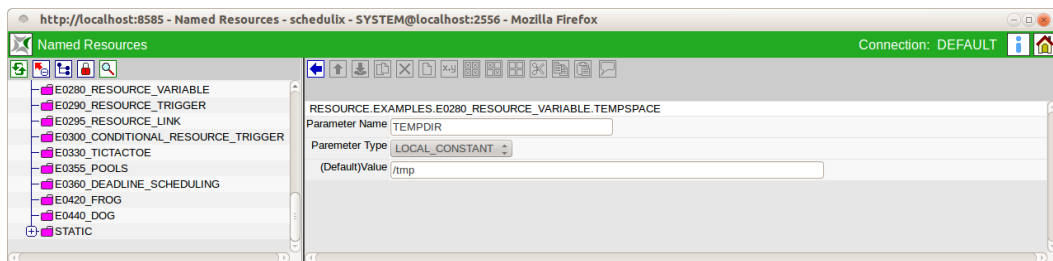 http://localhost:8585 - Named Resources - schedulix - SYSTEM@localhost:2556 - Mozilla Firefox
Named Resources
Connection: DEFAULT
i
x,y
E0280_RESOURCE_VARIABLE
E0290_RESOURCE_TRIGGER
E0295_RESOURCE_LINK
E0300_CONDITIONAL_RESOURCE_TRIGGER
E0330_TICTACTOE
E0355_POOLS
E0360_DEADLINE_SCHEDULING
E0420_FROG
E0440_DOG
STATIC
RESOURCE.EXAMPLES.E0280_RESOURCE_VARIABLE.TEMPSPACE
Parameter Name TEMPDIR
Paremeter Type LOCAL_CONSTANT
(Default)Value /tmp